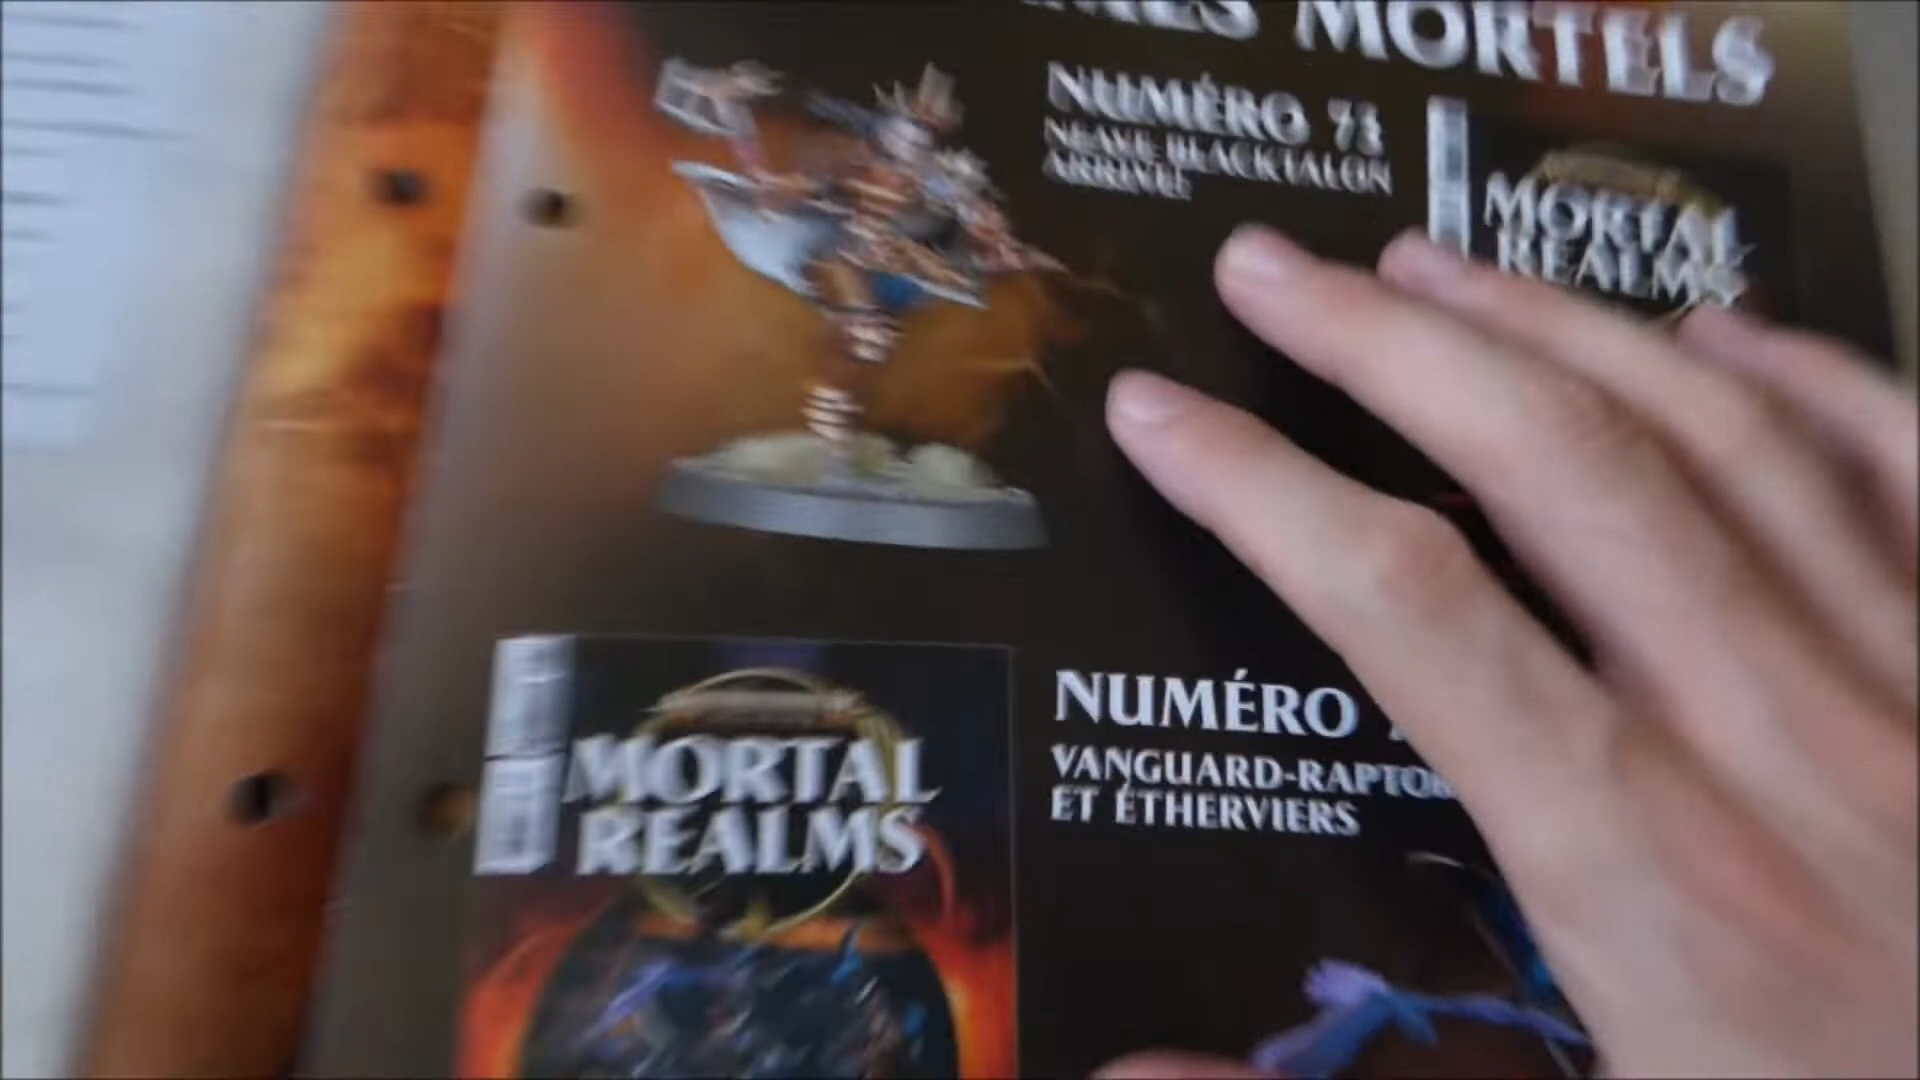 MORTELS
NUMÉRO 73
NEAVE BLACKTALON
ARRIVE!
MORTAL
REALMS
NUMÉRO
VANGUARD-RAPTOR
ET ÉTHERVIERS
MORTAL
REALMS